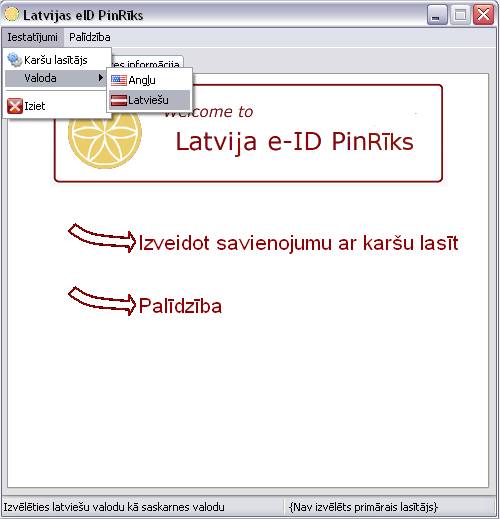 Latvijas eID PinRīks
Iestatījumi Palīdzība
Karšu lasītājs
es informācija
Valoda
Angļu
Latviešu
Iziet
Welcome to
Latvija e-ID PinRīks
Izveidot savienojumu ar karšu lasīt
Palīdzība
Izvēlēties latviešu valodu kā saskarnes valodu {Nav izvēlēts primārais lasītājs}